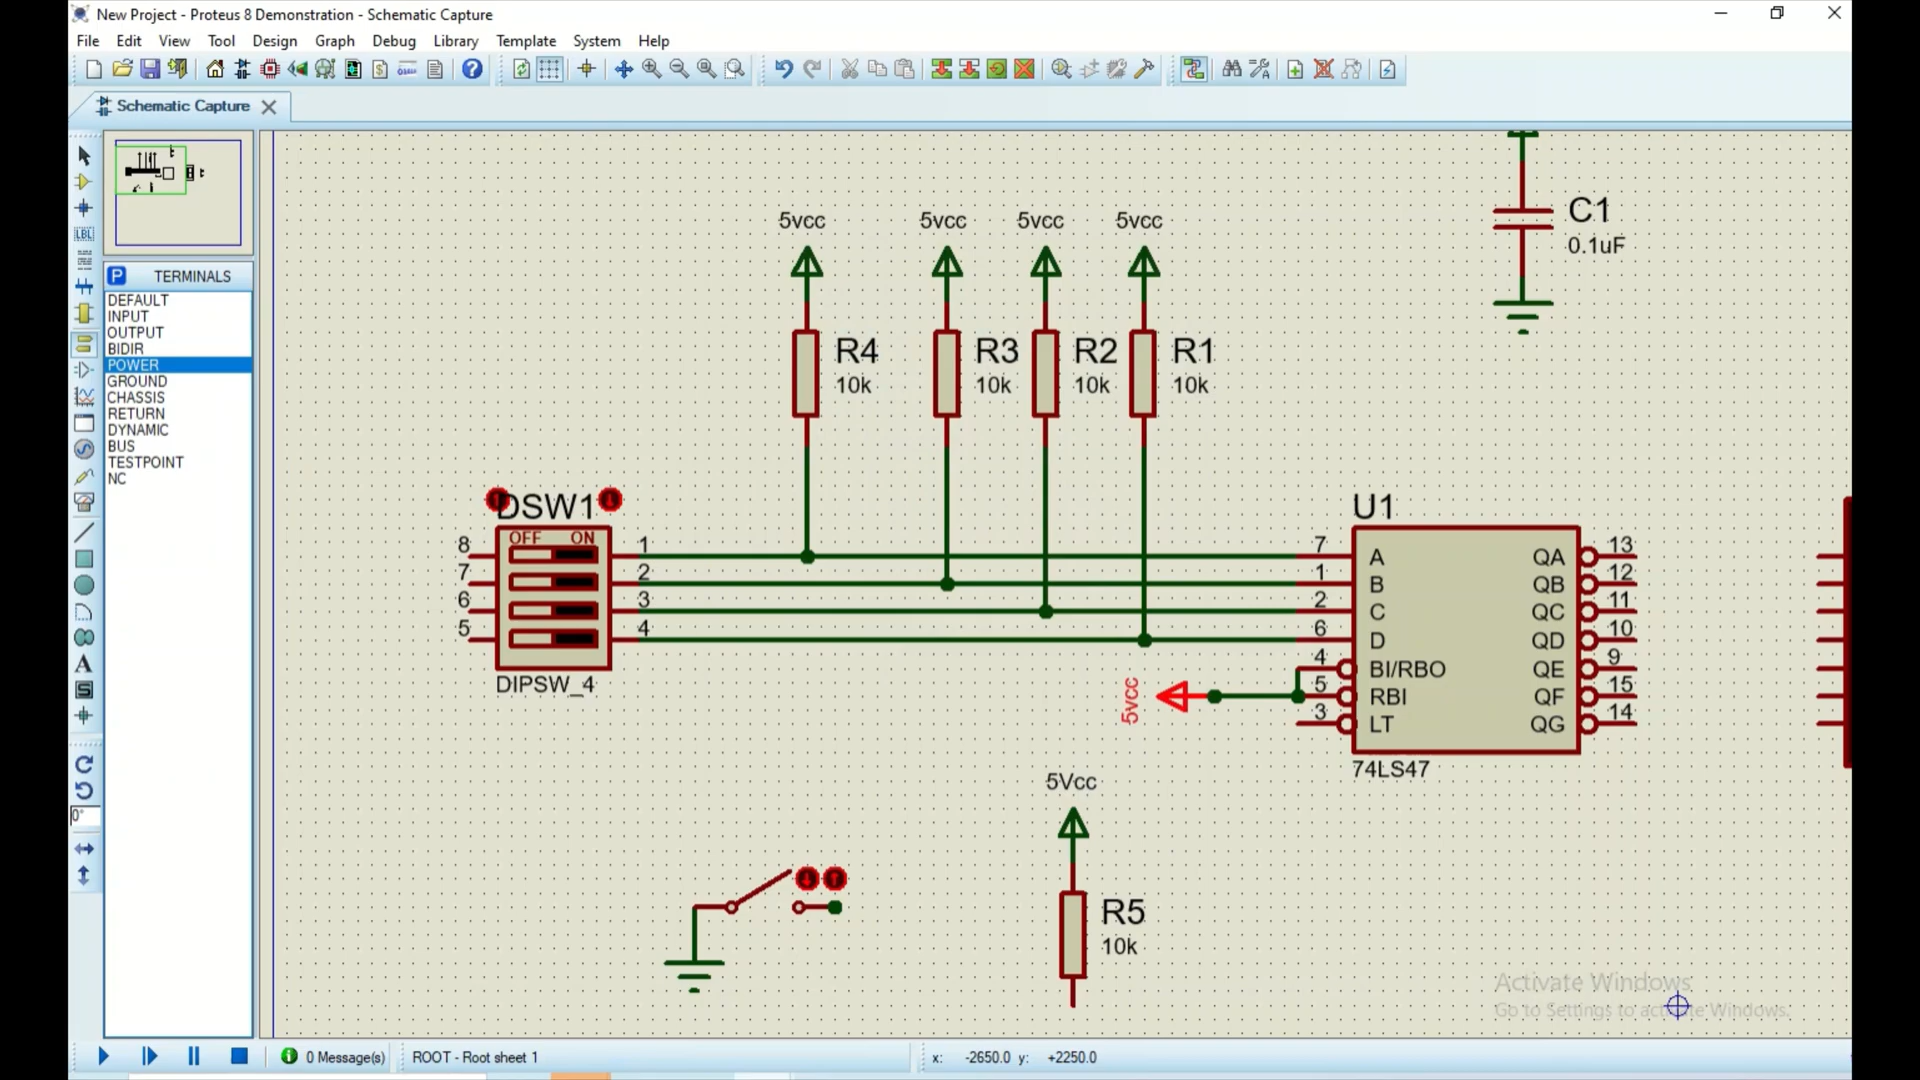 New Project - Proteus 8 Demonstration - Schematic Capture
File Edit View Tool Design Graph Debug Library Template System Help
Schematic Capture
P TERMINALS
DEFAULT
INPUT
OUTPUT
BIDIR
POWER
GROUND
CHASSIS
RETURN
DYNAMIC
BUS
TESTPOINT
NC
LBL
A
S
0°
5vcc 5vcc 5vcc 5vcc
C1
0.1uF
R4 R3 R2 R1
10k 10k 10k 10k
DSW1
OFF ON
8 1
7 2
6 3
5 4
DIPSW_4
U1
7 A QA 13
1 B QB 12
2 C QC 11
6 D QD 10
4 BI/RBO QE 9
5 RBI QF 15
3 LT QG 14
74LS47
5vcc
5Vcc
R5
10k
Activate Windows
Go to Settings to activate Windows.
0 Message(s) ROOT - Root sheet 1 x: -2650.0 y: +2250.0